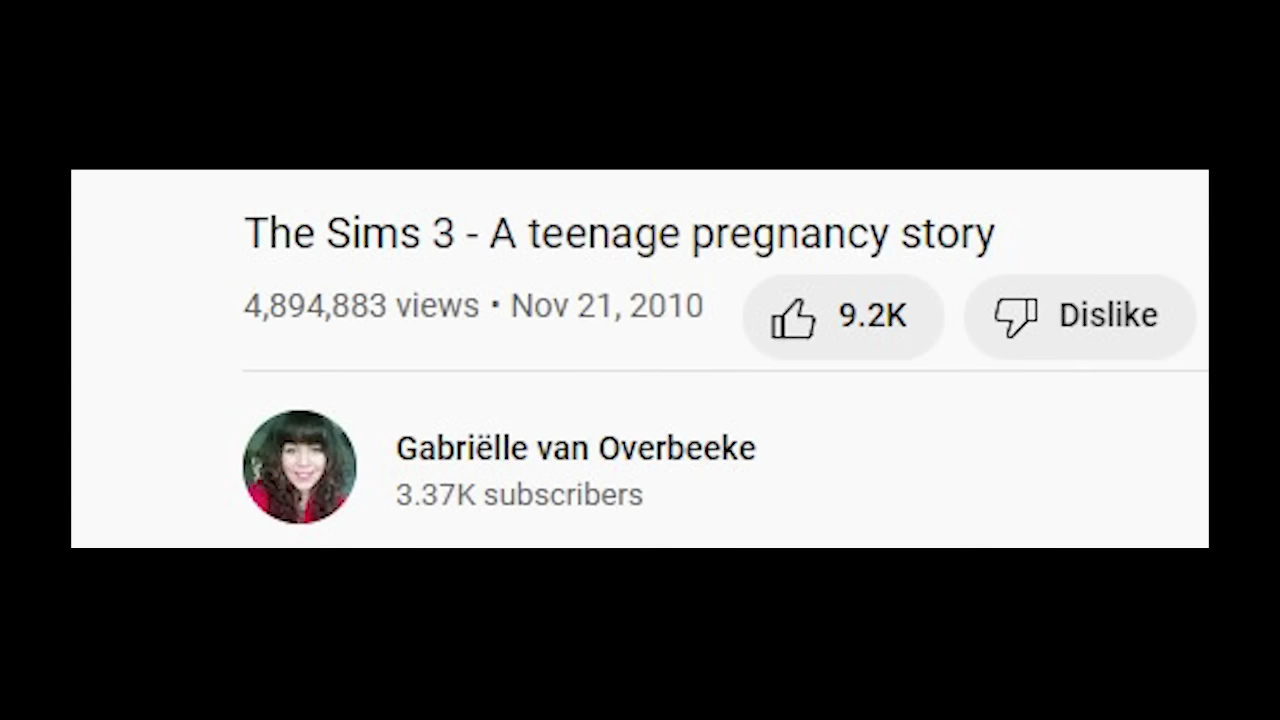 The Sims 3 - A teenage pregnancy story
4,894,883 views • Nov 21, 2010 9.2K Dislike
Gabriëlle van Overbeeke
3.37K subscribers